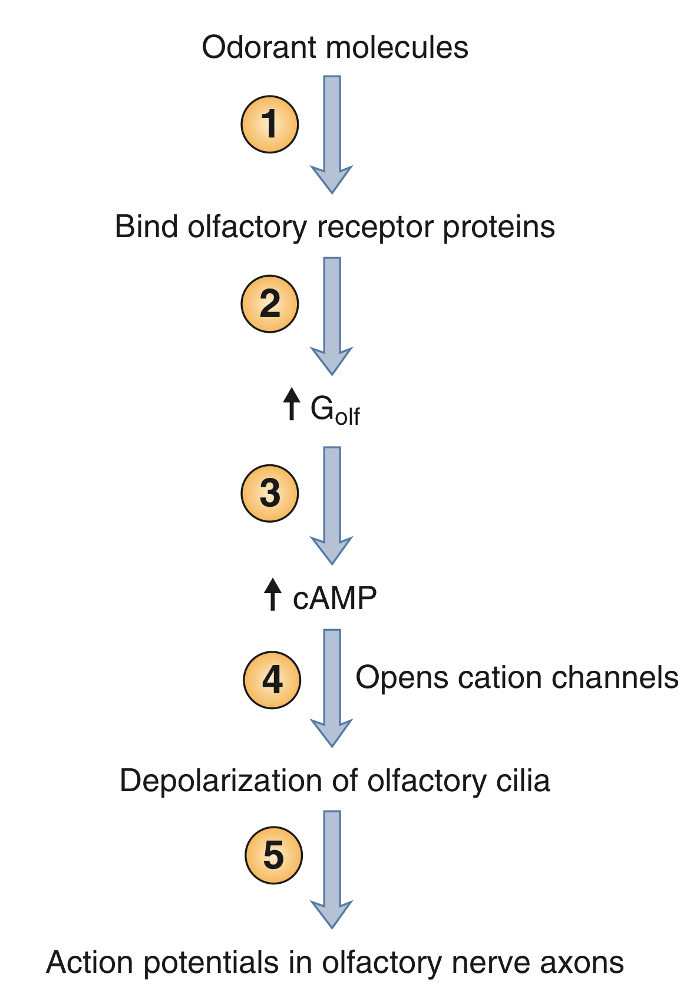 Odorant molecules
1
Bind olfactory receptor proteins
2
↑ Golf
3
↑ cAMP
4 Opens cation channels
Depolarization of olfactory cilia
5
Action potentials in olfactory nerve axons